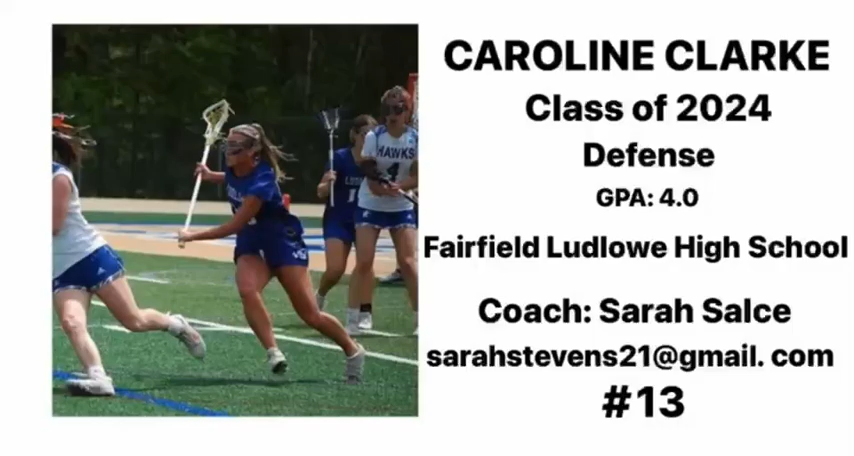 CAROLINE CLARKE
Class of 2024
Defense
GPA: 4.0
Fairfield Ludlowe High School
Coach: Sarah Salce
sarahstevens21@gmail. com
#13
HAWKS
4